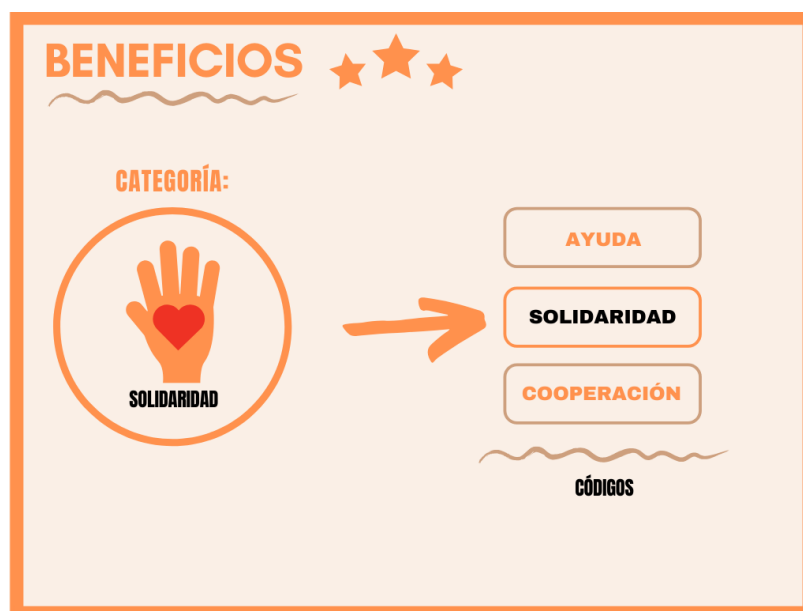 BENEFICIOS
CATEGORÍA:
SOLIDARIDAD
AYUDA
SOLIDARIDAD
COOPERACIÓN
CÓDIGOS